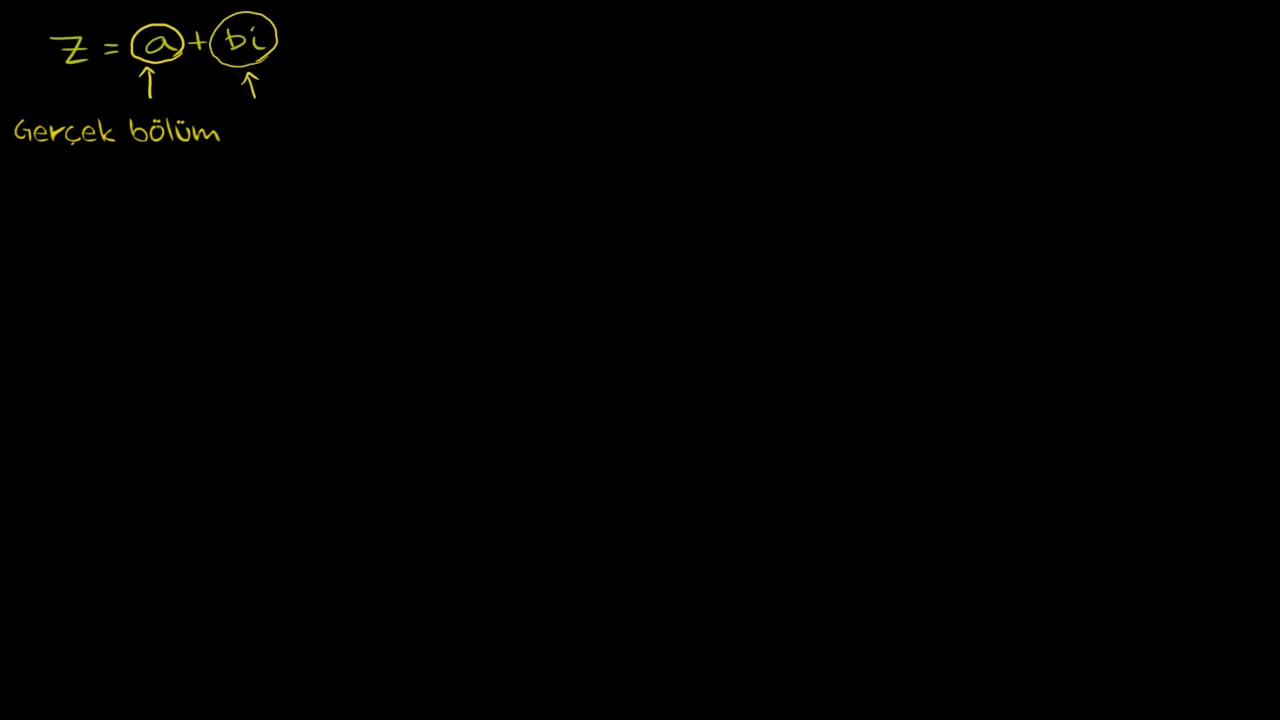 z = a + bi
Gerçek bölüm